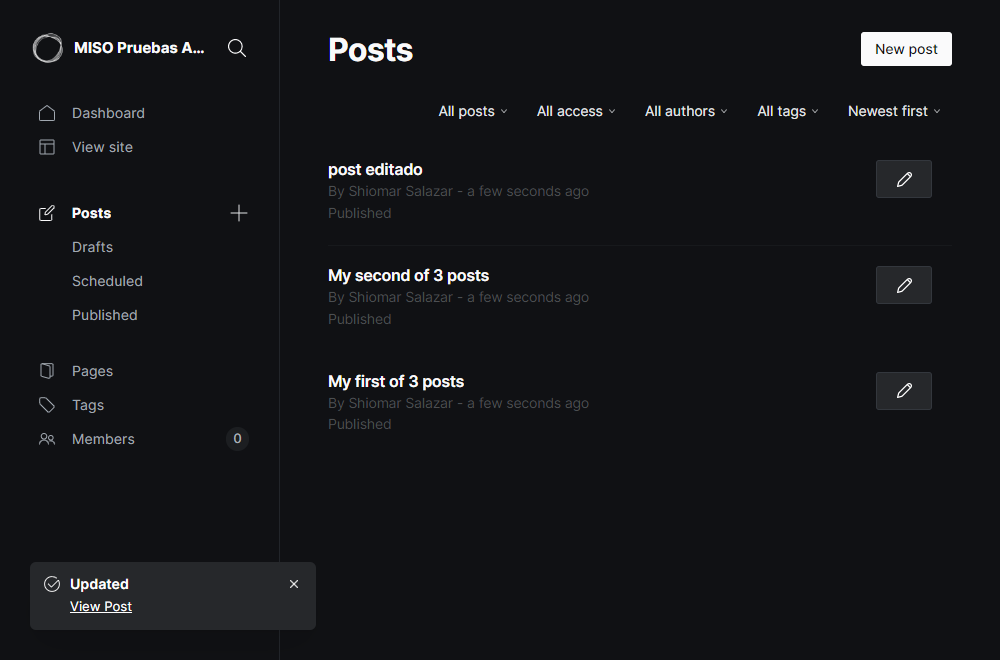 MISO Pruebas A...
Dashboard
View site
Posts
Drafts
Scheduled
Published
Pages
Tags
Members 0
Posts
New post
All posts All access All authors All tags Newest first
post editado
By Shiomar Salazar - a few seconds ago
Published
My second of 3 posts
By Shiomar Salazar - a few seconds ago
Published
My first of 3 posts
By Shiomar Salazar - a few seconds ago
Published
Updated
View Post